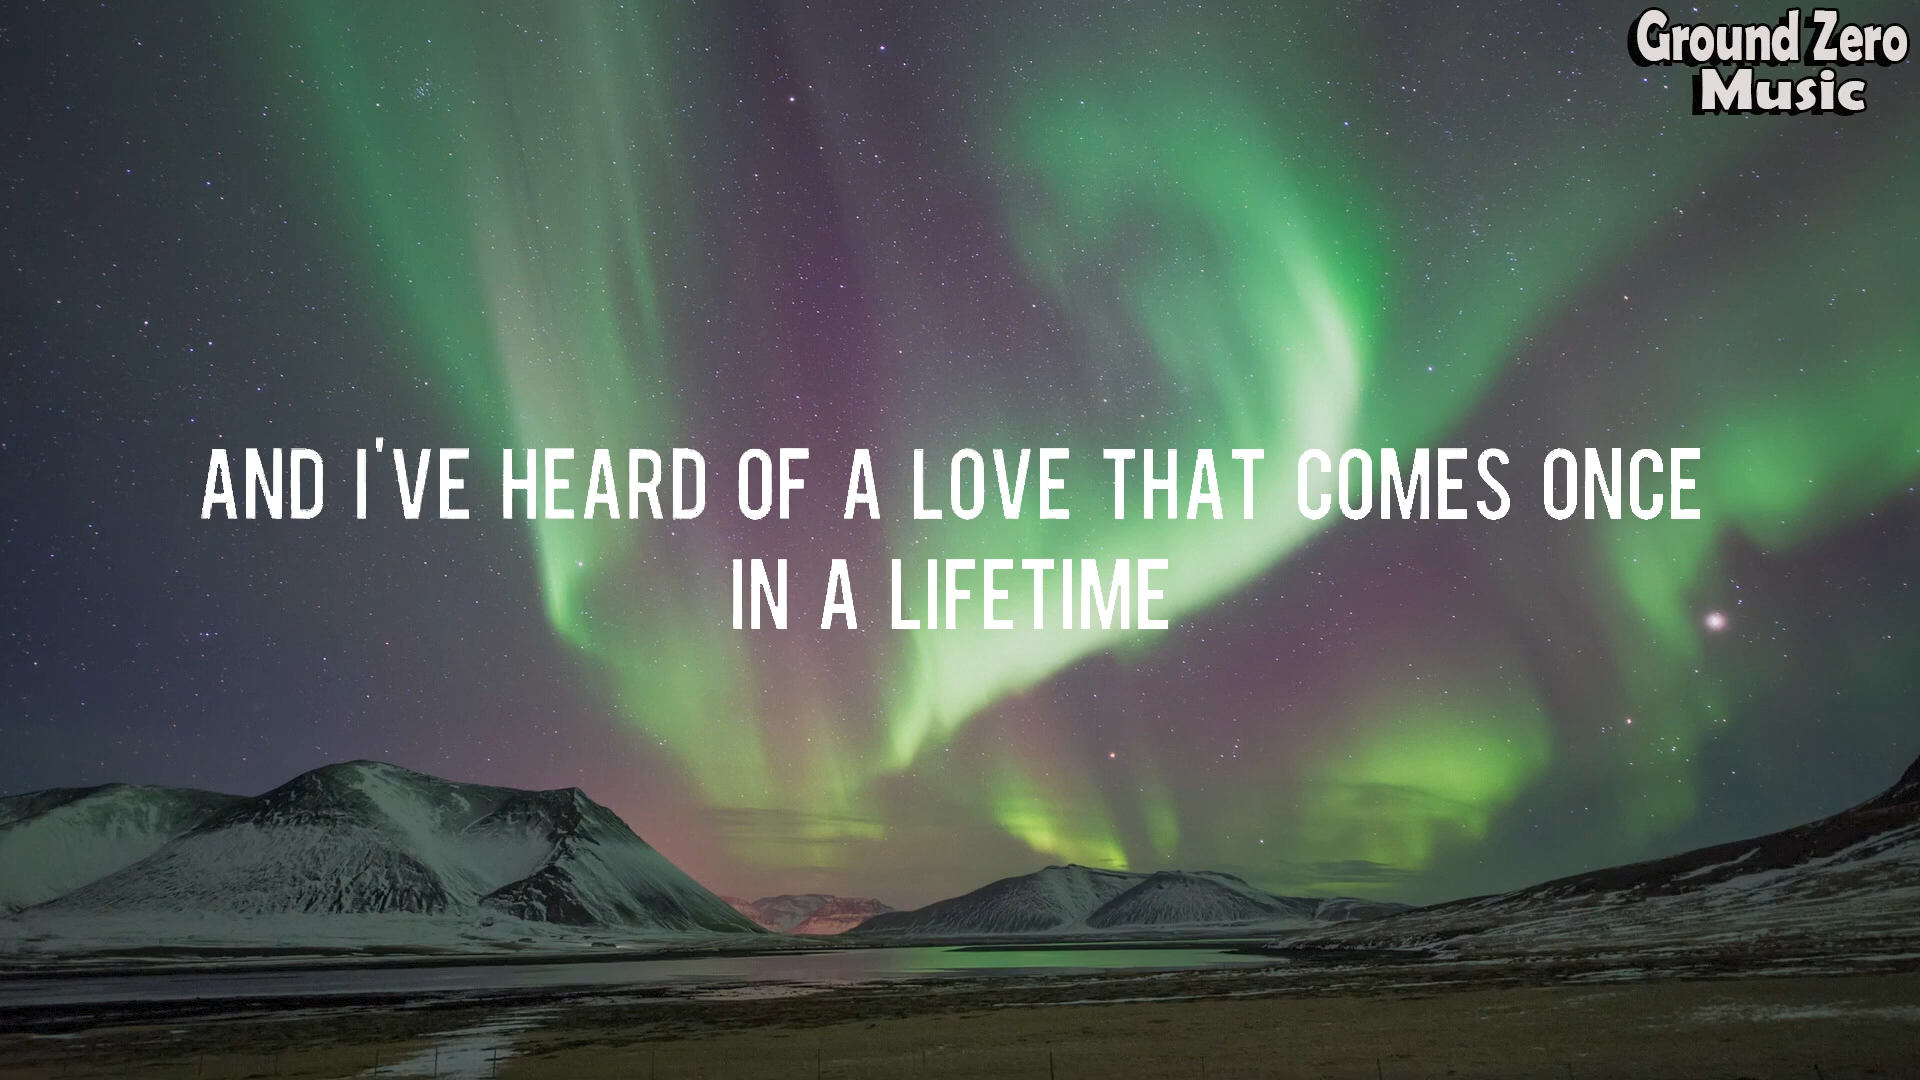 Ground Zero
Music
AND I'VE HEARD OF A LOVE THAT COMES ONCE
IN A LIFETIME